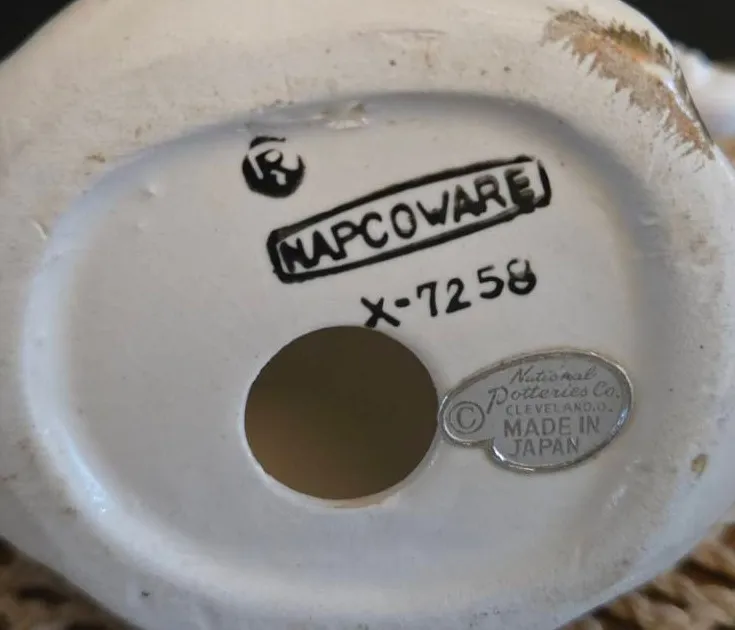 ®
NAPCOWARE
X-7258
National
Potteries Co.
©
CLEVELAND, O.
MADE IN
JAPAN